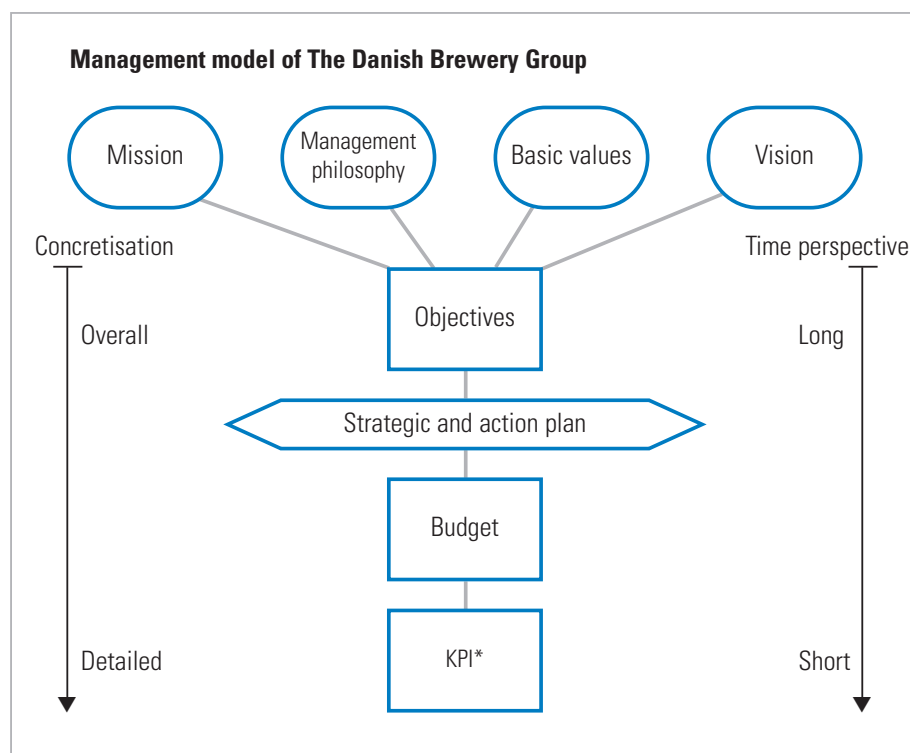 Management model of The Danish Brewery Group
Mission
Management
philosophy
Basic values
Vision
Concretisation
Time perspective
Objectives
Overall
Long
Strategic and action plan
Budget
Detailed
KPI*
Short